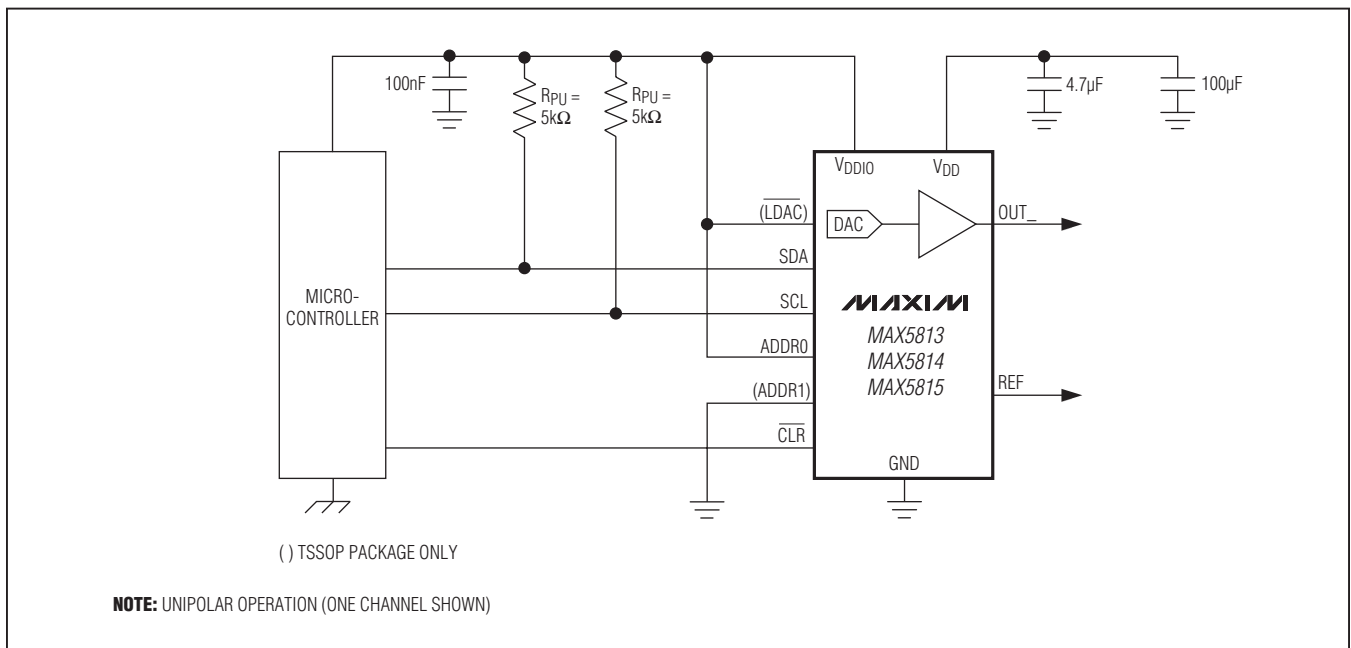 100nF
RPU =
5kΩ
RPU =
5kΩ
4.7µF
100µF
VDDIO
VDD
(LDAC)
DAC
OUT_
SDA
MICRO-
CONTROLLER
SCL
MAXIM
MAX5813
MAX5814
MAX5815
ADDR0
(ADDR1)
REF
CLR
GND
( ) TSSOP PACKAGE ONLY
NOTE: UNIPOLAR OPERATION (ONE CHANNEL SHOWN)